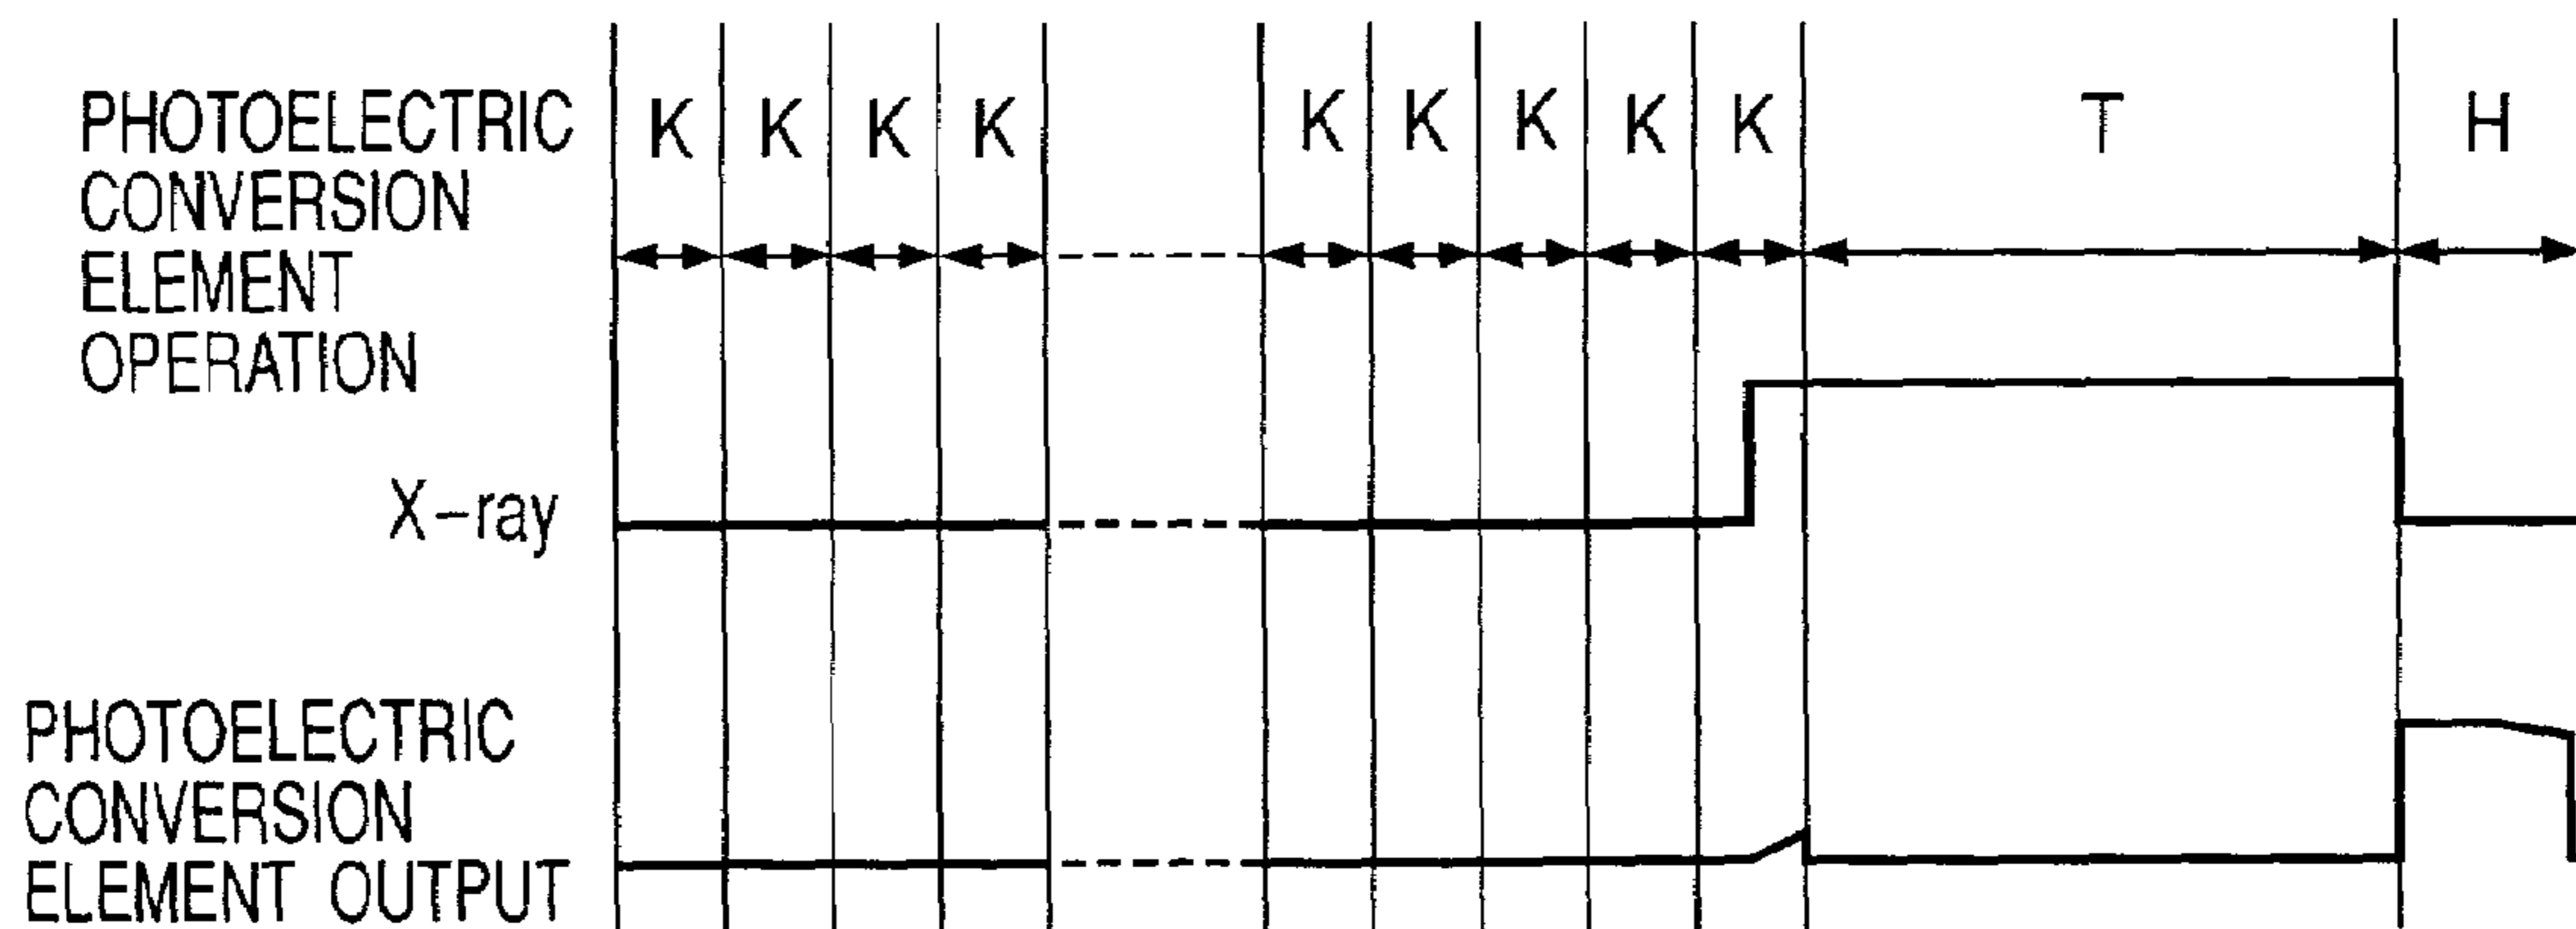 PHOTOELECTRIC
CONVERSION
ELEMENT
OPERATION
K K K K K K K K K T H
X-ray
PHOTOELECTRIC
CONVERSION
ELEMENT OUTPUT